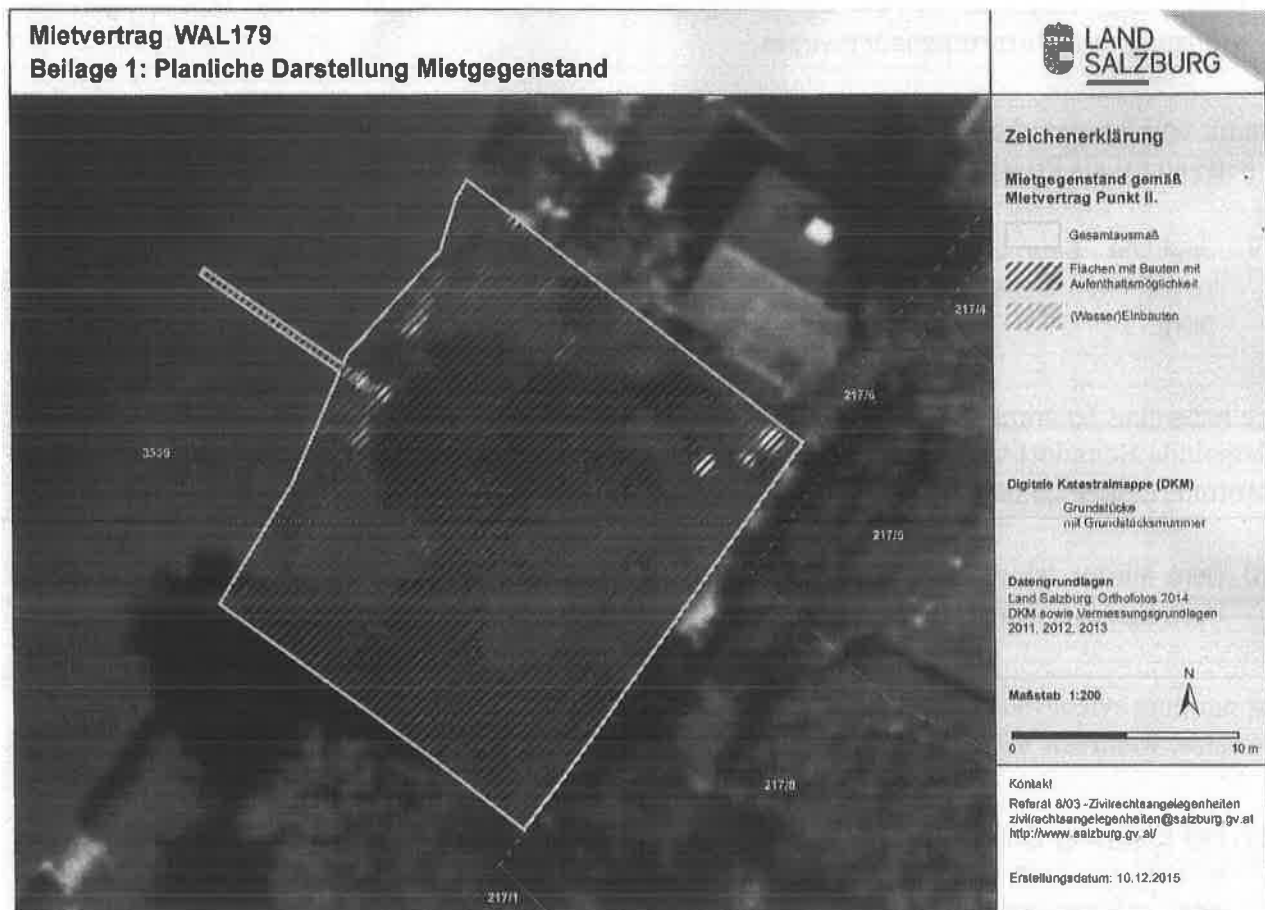 Mietvertrag WAL179
Beilage 1: Planliche Darstellung Mietgegenstand
LAND
SALZBURG
Zeichenerklärung
Mietgegenstand gemäß
Mietvertrag Punkt II.
Gesamtausmaß
Flächen mit Bauten mit
Aufenthaltsmöglichkeit
(Wasser)Einbauten
217/4
217/6
3559
217/5
217/8
217/1
Digitale Katastralmappe (DKM)
Grundstücke
mit Grundstücksnummer
Datengrundlagen
Land Salzburg: Orthofotos 2014
DKM sowie Vermessungsgrundlagen
2011, 2012, 2013
Maßstab 1:200
N
0 10 m
Kontakt
Referat 8/03 - Zivilrechtsangelegenheiten
zivilrechtsangelegenheiten@salzburg.gv.at
http://www.salzburg.gv.at/
Erstellungsdatum: 10.12.2015